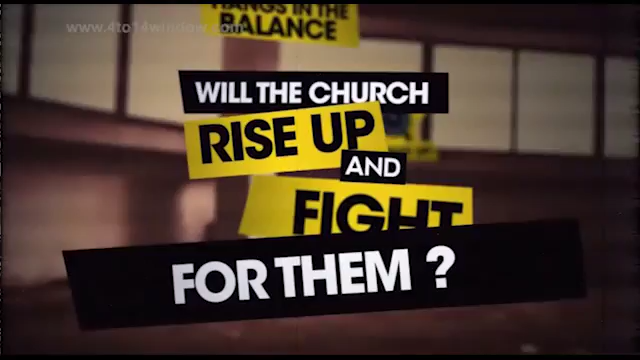 www.4to14window.com
HANGS IN THE
BALANCE
WILL THE CHURCH
RISE UP
AND
FIGHT
FOR THEM ?